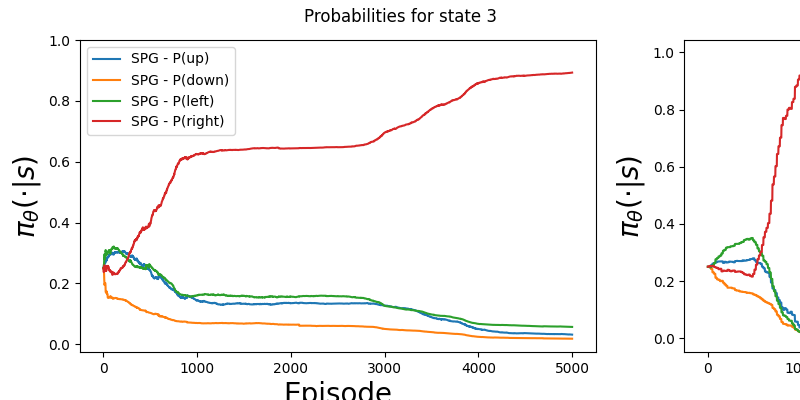 Probabilities for state 3
1.0
0.8
0.6
0.4
0.2
0.0
π_θ(·|s)
SPG - P(up)
SPG - P(down)
SPG - P(left)
SPG - P(right)
0 1000 2000 3000 4000 5000
Episode
1.0
0.8
0.6
0.4
0.2
0.0
π_θ(·|s)
0